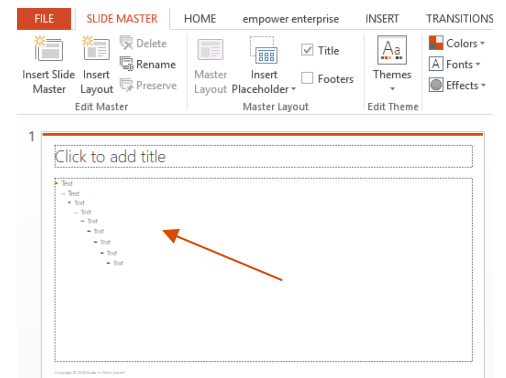 FILE SLIDE MASTER HOME empower enterprise INSERT TRANSITIONS
Insert Slide Master
Insert Layout
Delete
Rename
Preserve
Edit Master
Master Layout
Insert Placeholder
Title
Footers
Master Layout
Aa
Themes
Edit Theme
Colors
A Fonts
Effects
1
Click to add title
Text
Text
Text
Text
Text
Text
Text
Text
Text